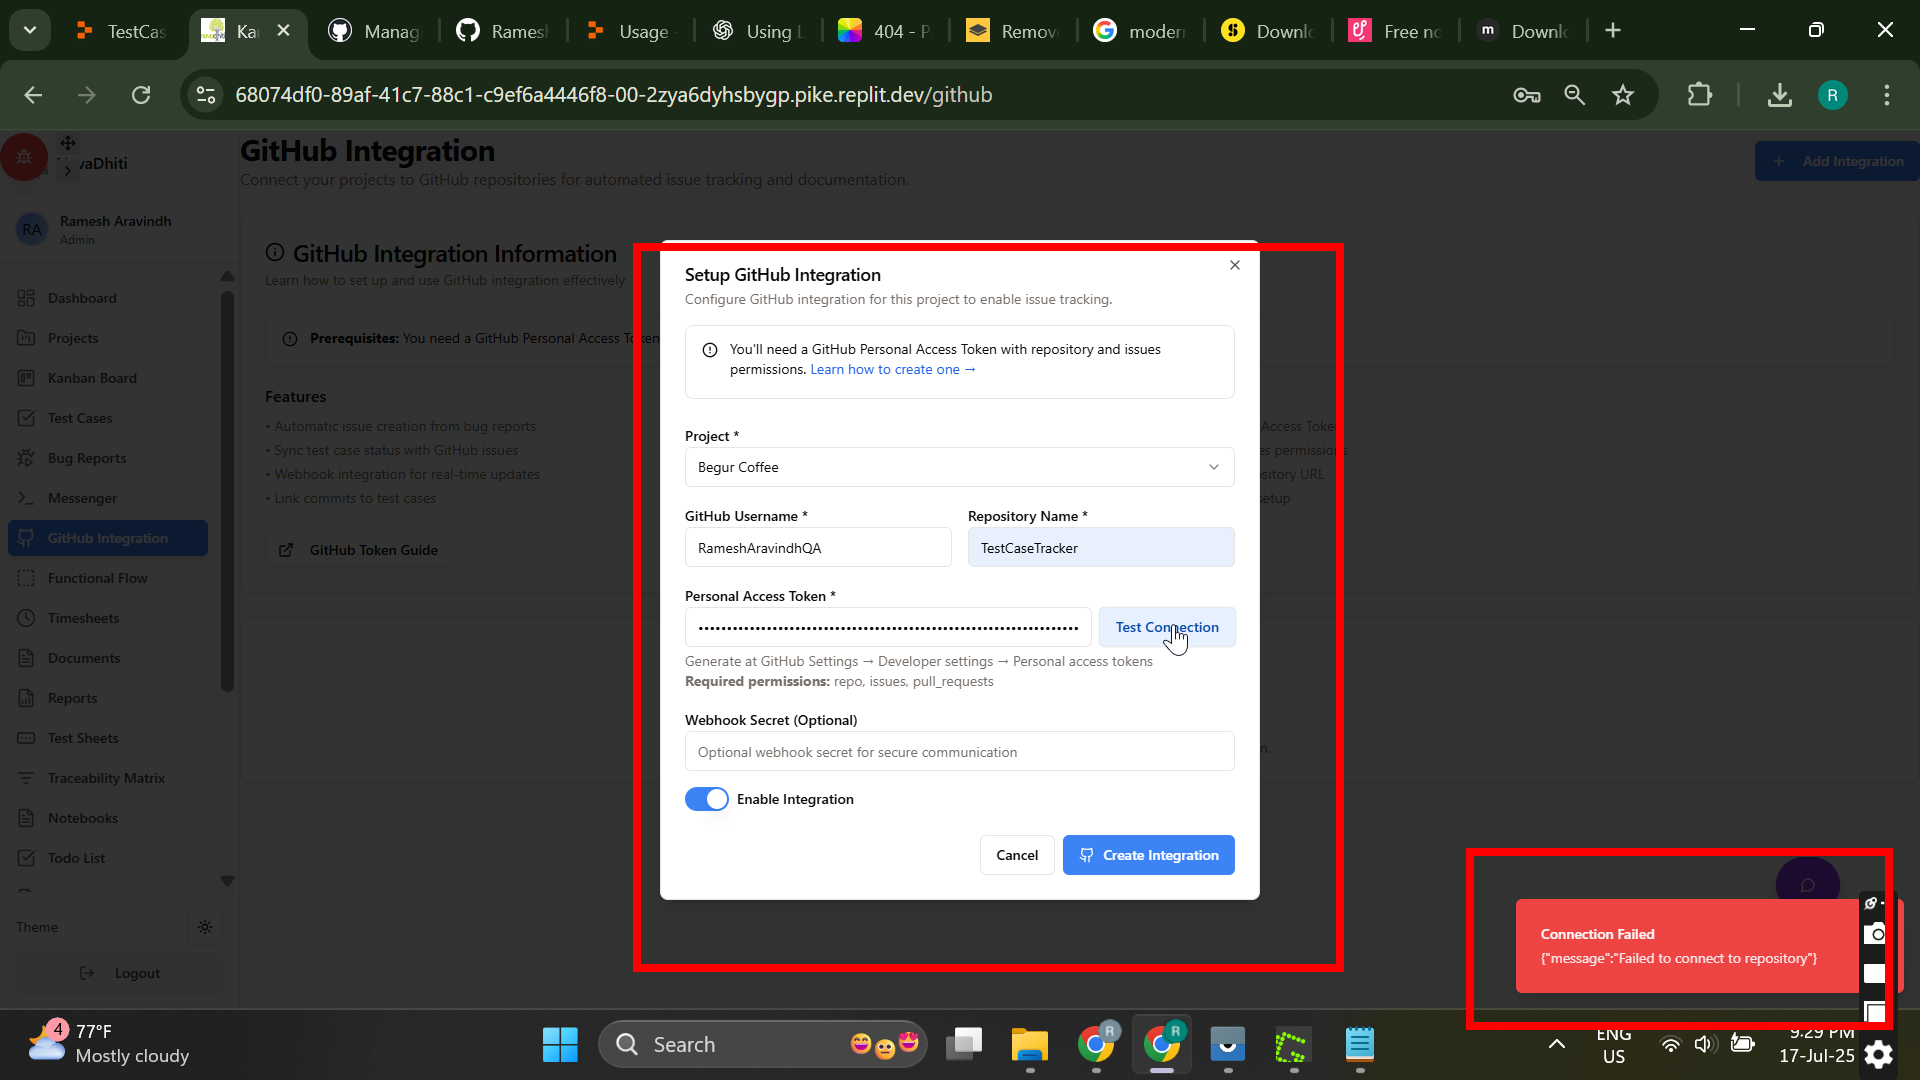 TestCas
Ka
Manag
Ramesh
Usage
Using L
404 - P
Remov
modern
Downlo
Free no
Downlo
68074df0-89af-41c7-88c1-c9ef6a4446f8-00-2zya6dyhsbygp.pike.replit.dev/github
R
vaDhiti
RA
Ramesh Aravindh
Admin
Dashboard
Projects
Kanban Board
Test Cases
Bug Reports
Messenger
GitHub Integration
Functional Flow
Timesheets
Documents
Reports
Test Sheets
Traceability Matrix
Notebooks
Todo List
Theme
Logout
GitHub Integration
Connect your projects to GitHub repositories for automated issue tracking and documentation.
+ Add Integration
GitHub Integration Information
Learn how to set up and use GitHub integration effectively
Prerequisites: You need a GitHub Personal Access Token
Features
• Automatic issue creation from bug reports
• Sync test case status with GitHub issues
• Webhook integration for real-time updates
• Link commits to test cases
GitHub Token Guide
Access Token
es permissions
sitory URL
setup
n.
Setup GitHub Integration
Configure GitHub integration for this project to enable issue tracking.
You'll need a GitHub Personal Access Token with repository and issues
permissions. Learn how to create one →
Project *
Begur Coffee
GitHub Username *
Repository Name *
RameshAravindhQA
TestCaseTracker
Personal Access Token *
Test Connection
Generate at GitHub Settings → Developer settings → Personal access tokens
Required permissions: repo, issues, pull_requests
Webhook Secret (Optional)
Optional webhook secret for secure communication
Enable Integration
Cancel
Create Integration
Connection Failed
{"message":"Failed to connect to repository"}
4
77°F
Mostly cloudy
Search
R
R
ENG
US
9:29 PM
17-Jul-25